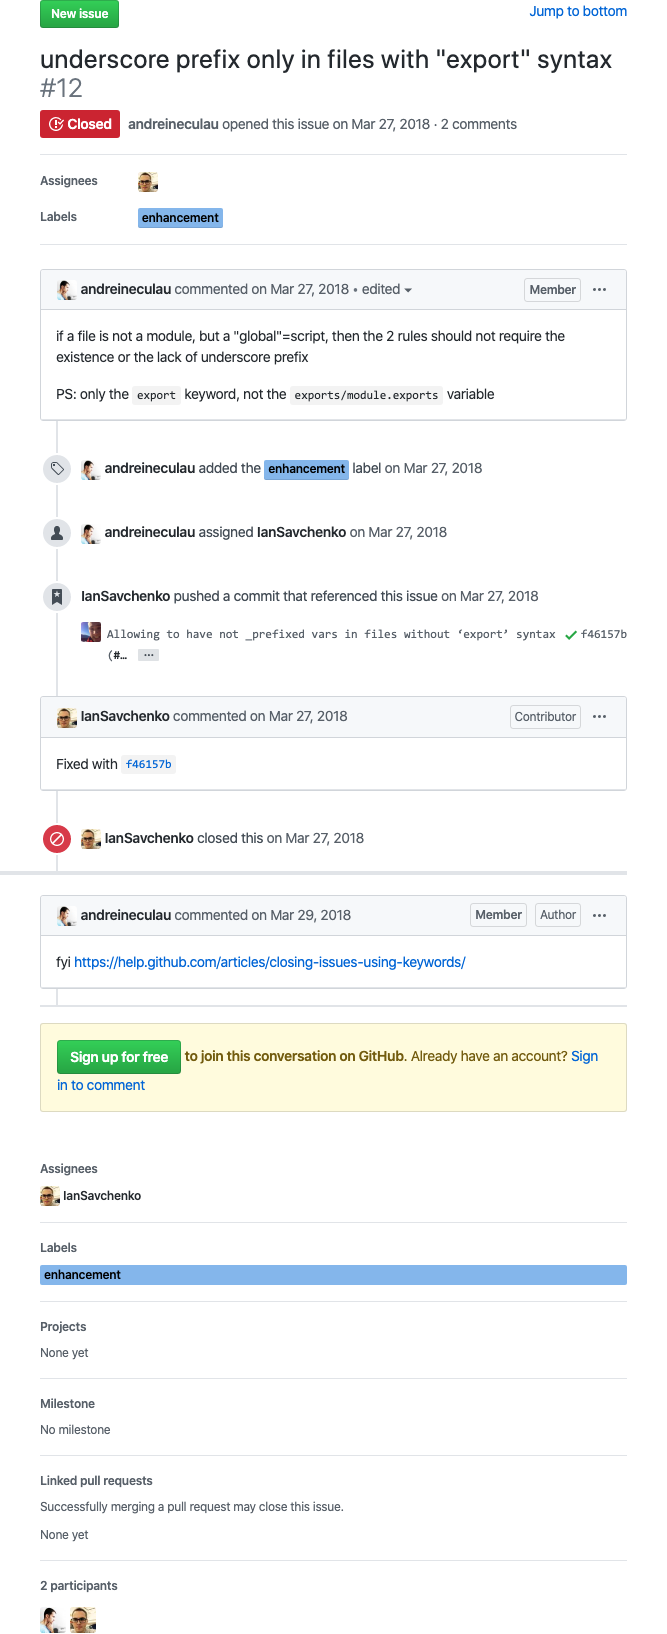 New issue
Jump to bottom
underscore prefix only in files with "export" syntax
#12
Closed andreineculau opened this issue on Mar 27, 2018 · 2 comments
Assignees
Labels enhancement
andreineculau commented on Mar 27, 2018 • edited Member ···
if a file is not a module, but a "global"=script, then the 2 rules should not require the
existence or the lack of underscore prefix
PS: only the export keyword, not the exports/module.exports variable
andreineculau added the enhancement label on Mar 27, 2018
andreineculau assigned IanSavchenko on Mar 27, 2018
IanSavchenko pushed a commit that referenced this issue on Mar 27, 2018
Allowing to have not _prefixed vars in files without ‘export’ syntax f46157b
(#… …
IanSavchenko commented on Mar 27, 2018 Contributor ···
Fixed with f46157b
IanSavchenko closed this on Mar 27, 2018
andreineculau commented on Mar 29, 2018 Member Author ···
fyi https://help.github.com/articles/closing-issues-using-keywords/
Sign up for free to join this conversation on GitHub. Already have an account? Sign
in to comment
Assignees
IanSavchenko
Labels
enhancement
Projects
None yet
Milestone
No milestone
Linked pull requests
Successfully merging a pull request may close this issue.
None yet
2 participants